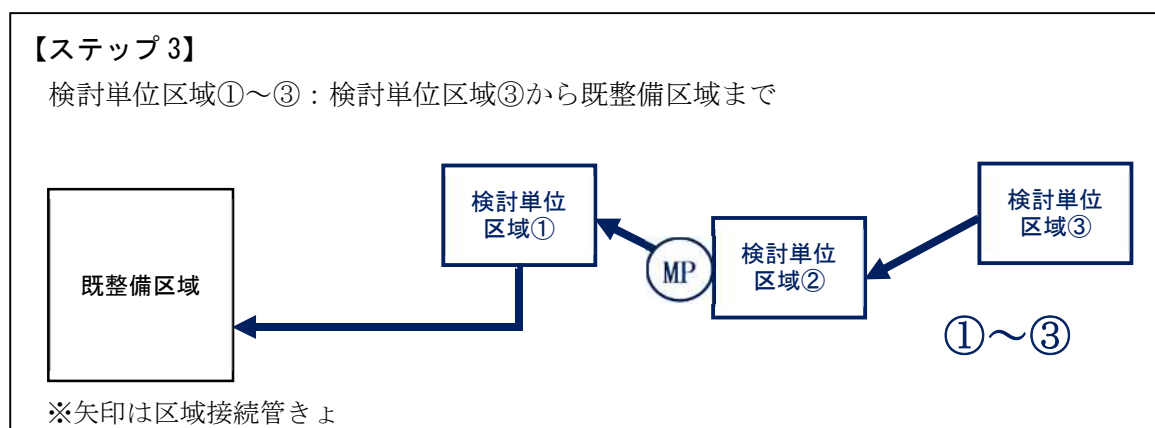 【ステップ3】
検討単位区域①～③：検討単位区域③から既整備区域まで
検討単位
区域①
検討単位
区域③
MP
検討単位
区域②
既整備区域
①～③
※矢印は区域接続管きょ